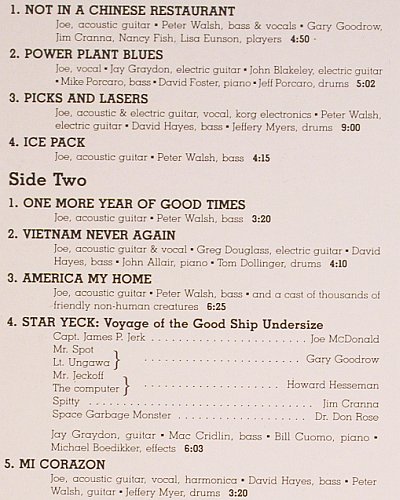 1. NOT IN A CHINESE RESTAURANT
Joe, acoustic guitar • Peter Walsh, bass & vocals • Gary Goodrow,
Jim Cranna, Nancy Fish, Lisa Eunson, players 4:50
2. POWER PLANT BLUES
Joe, vocal • Jay Graydon, electric guitar • John Blakeley, electric guitar
• Mike Porcaro, bass • David Foster, piano • Jeff Porcaro, drums 5:02
3. PICKS AND LASERS
Joe, acoustic & electric guitar, vocal, korg electronics • Peter Walsh,
electric guitar • David Hayes, bass • Jeffery Myers, drums 9:00
4. ICE PACK
Joe, acoustic guitar • Peter Walsh, bass 4:15
Side Two
1. ONE MORE YEAR OF GOOD TIMES
Joe, acoustic guitar • Peter Walsh, bass 3:20
2. VIETNAM NEVER AGAIN
Joe, acoustic guitar & vocal • Greg Douglass, electric guitar • David
Hayes, bass • John Allair, piano • Tom Dollinger, drums 4:10
3. AMERICA MY HOME
Joe, acoustic guitar • Peter Walsh, bass • and a cast of thousands of
friendly non-human creatures 6:25
4. STAR YECK: Voyage of the Good Ship Undersize
Capt. James P. Jerk . . . . . . . . . . . . . . . . . . . . . . . Joe McDonald
Mr. Spot
Lt. Ungawa } . . . . . . . . . . . . . . . . . . . . . . . Gary Goodrow
Mr. Jeckoff
The computer } . . . . . . . . . . . . . . . . . . . . . . . Howard Hesseman
Spitty . . . . . . . . . . . . . . . . . . . . . . . . . . . . . . . Jim Cranna
Space Garbage Monster . . . . . . . . . . . . . . . . . . . . Dr. Don Rose
Jay Graydon, guitar • Mac Cridlin, bass • Bill Cuomo, piano •
Michael Boedikker, effects 6:03
5. MI CORAZON
Joe, acoustic guitar, vocal, harmonica • David Hayes, bass • Peter
Walsh, guitar • Jeffery Myer, drums 3:20